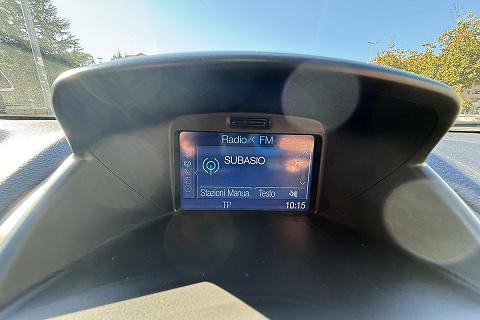 Radio < FM
SUBASIO
Stazioni Manua. Testo
TP 10:15